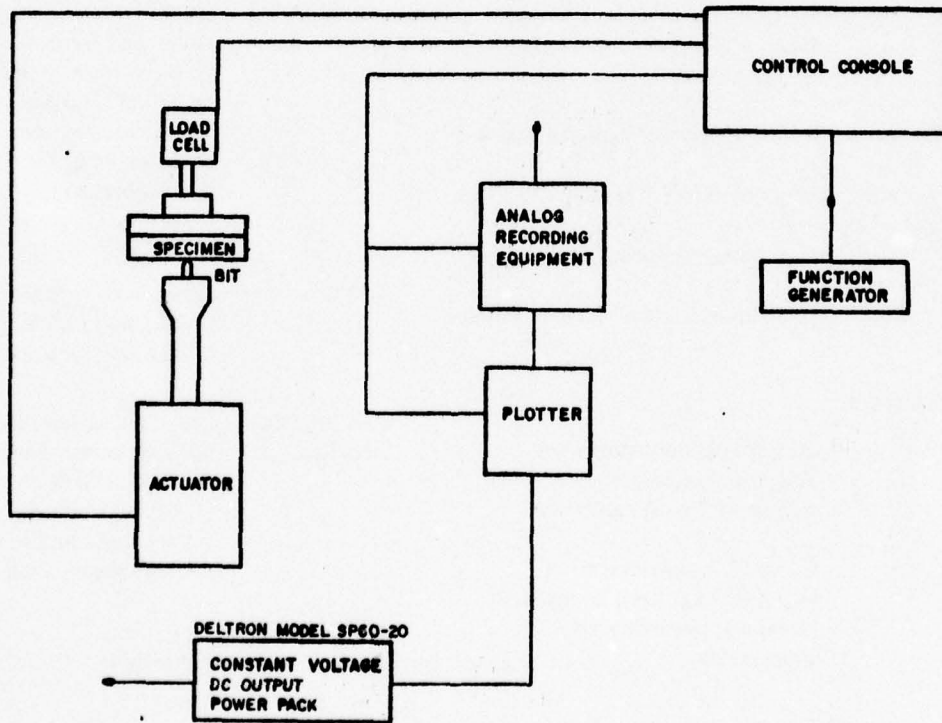 CONTROL CONSOLE
LOAD
CELL
ANALOG
RECORDING
EQUIPMENT
SPECIMEN
BIT
FUNCTION
GENERATOR
PLOTTER
ACTUATOR
DELTRON MODEL SP60-20
CONSTANT VOLTAGE
DC OUTPUT
POWER PACK